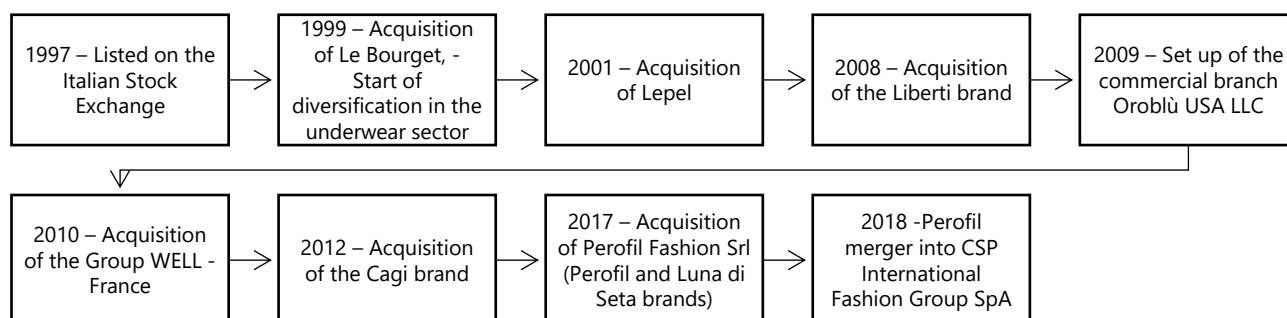 1997 – Listed on the
Italian Stock
Exchange
1999 – Acquisition
of Le Bourget, -
Start of
diversification in the
underwear sector
2001 – Acquisition
of Lepel
2008 – Acquisition
of the Liberti brand
2009 – Set up of the
commercial branch
Oroblù USA LLC
2010 – Acquisition
of the Group WELL -
France
2012 – Acquisition
of the Cagi brand
2017 – Acquisition
of Perofil Fashion Srl
(Perofil and Luna di
Seta brands)
2018 -Perofil
merger into CSP
International
Fashion Group SpA